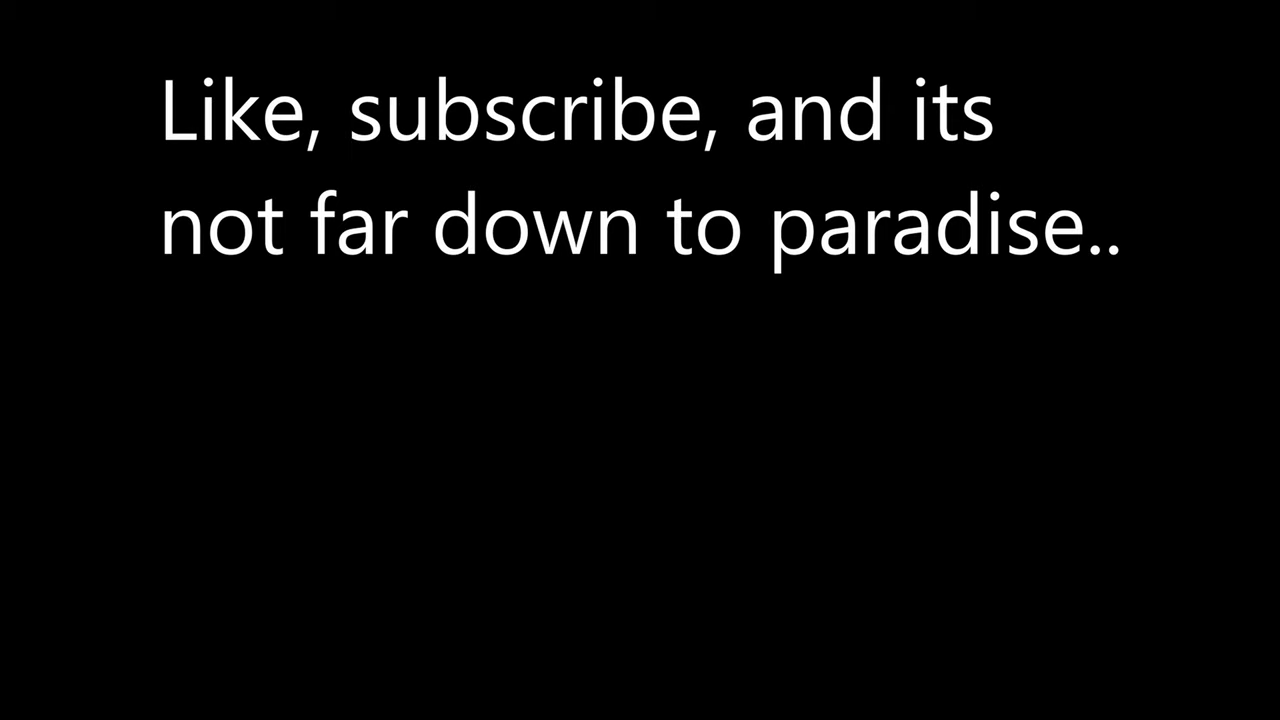 Like, subscribe, and its
not far down to paradise..